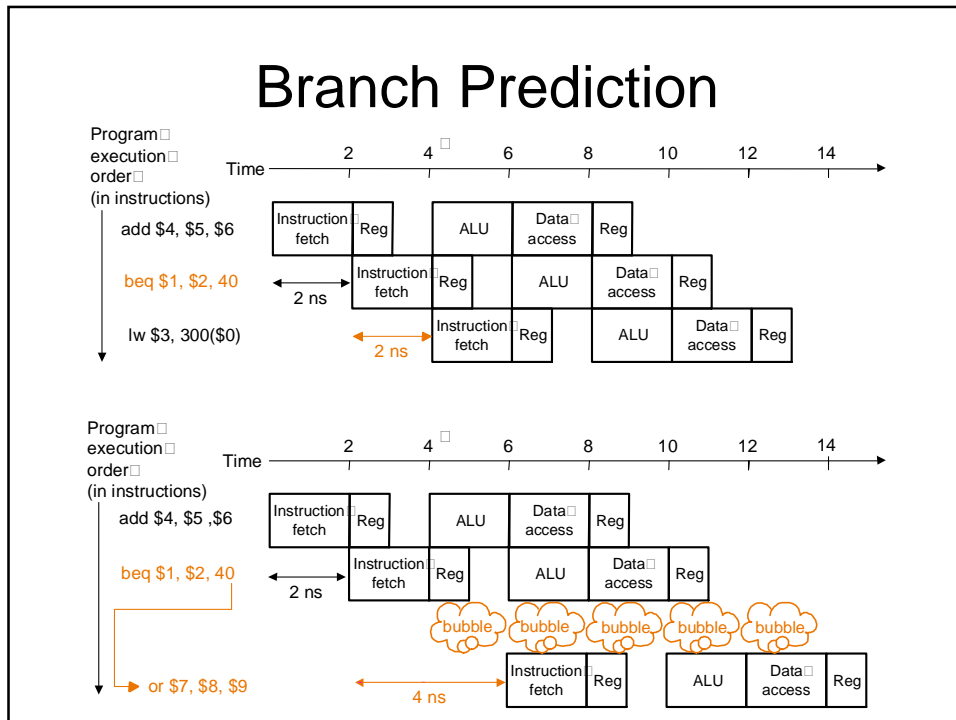 Branch Prediction
Program
execution
order
(in instructions)
Time
2 4 6 8 10 12 14
add $4, $5, $6
Instruction
fetch
Reg
ALU
Data
access
Reg
beq $1, $2, 40
2 ns
Instruction
fetch
Reg
ALU
Data
access
Reg
lw $3, 300($0)
2 ns
Instruction
fetch
Reg
ALU
Data
access
Reg
Program
execution
order
(in instructions)
Time
2 4 6 8 10 12 14
add $4, $5 ,$6
Instruction
fetch
Reg
ALU
Data
access
Reg
beq $1, $2, 40
2 ns
Instruction
fetch
Reg
ALU
Data
access
Reg
bubble bubble bubble bubble bubble
or $7, $8, $9
4 ns
Instruction
fetch
Reg
ALU
Data
access
Reg